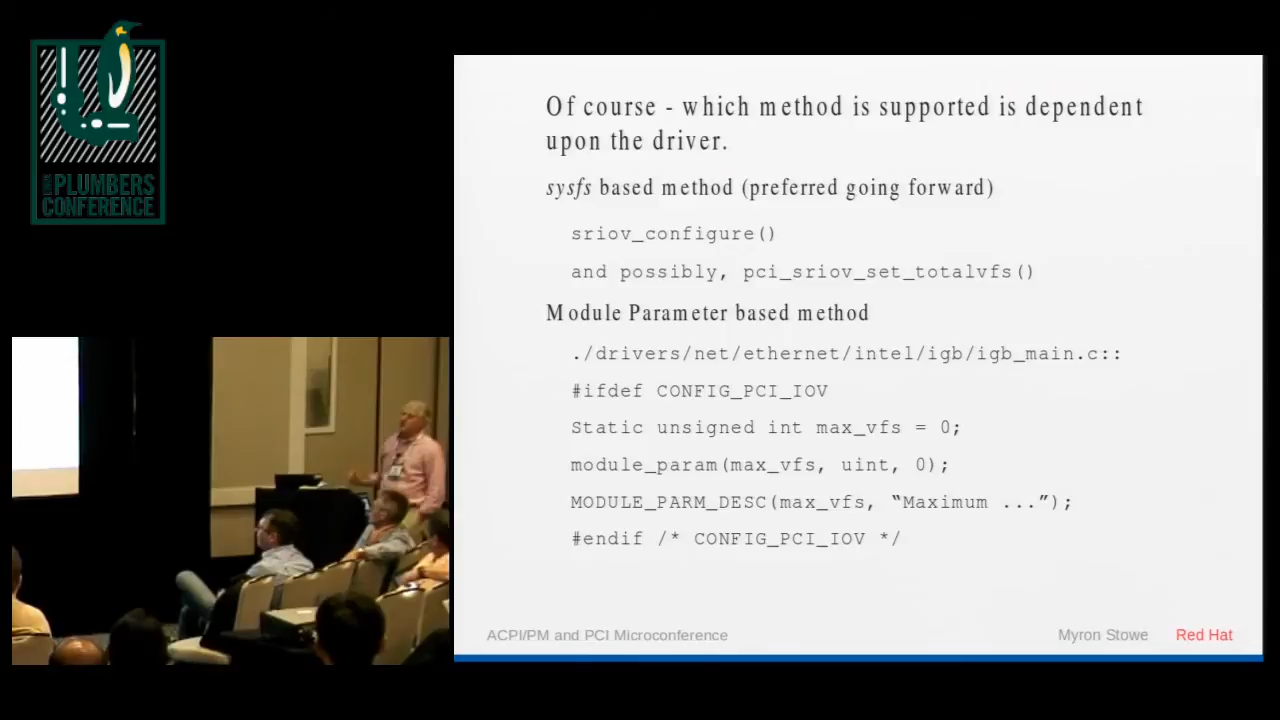 LINUX
PLUMBERS
CONFERENCE
Of course - which method is supported is dependent
upon the driver.
sysfs based method (preferred going forward)
sriov_configure()
and possibly, pci_sriov_set_totalvfs()
Module Parameter based method
./drivers/net/ethernet/intel/igb/igb_main.c::
#ifdef CONFIG_PCI_IOV
Static unsigned int max_vfs = 0;
module_param(max_vfs, uint, 0);
MODULE_PARM_DESC(max_vfs, “Maximum ...”);
#endif /* CONFIG_PCI_IOV */
ACPI/PM and PCI Microconference
Myron Stowe Red Hat